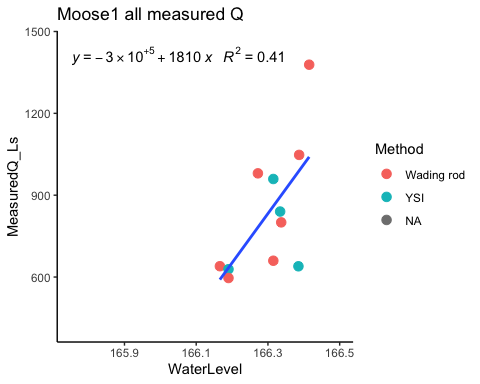 Moose1 all measured Q
1500
1200
900
600
y = − 3 × 10⁺⁵ + 1810 x   R² = 0.41
MeasuredQ_Ls
165.9 166.1 166.3 166.5
WaterLevel
Method
Wading rod
YSI
NA